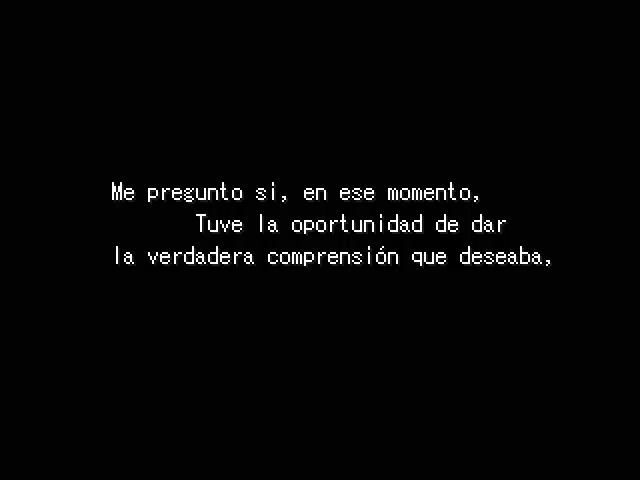 Me pregunto si, en ese momento,
Tuve la oportunidad de dar
la verdadera comprensión que deseaba,